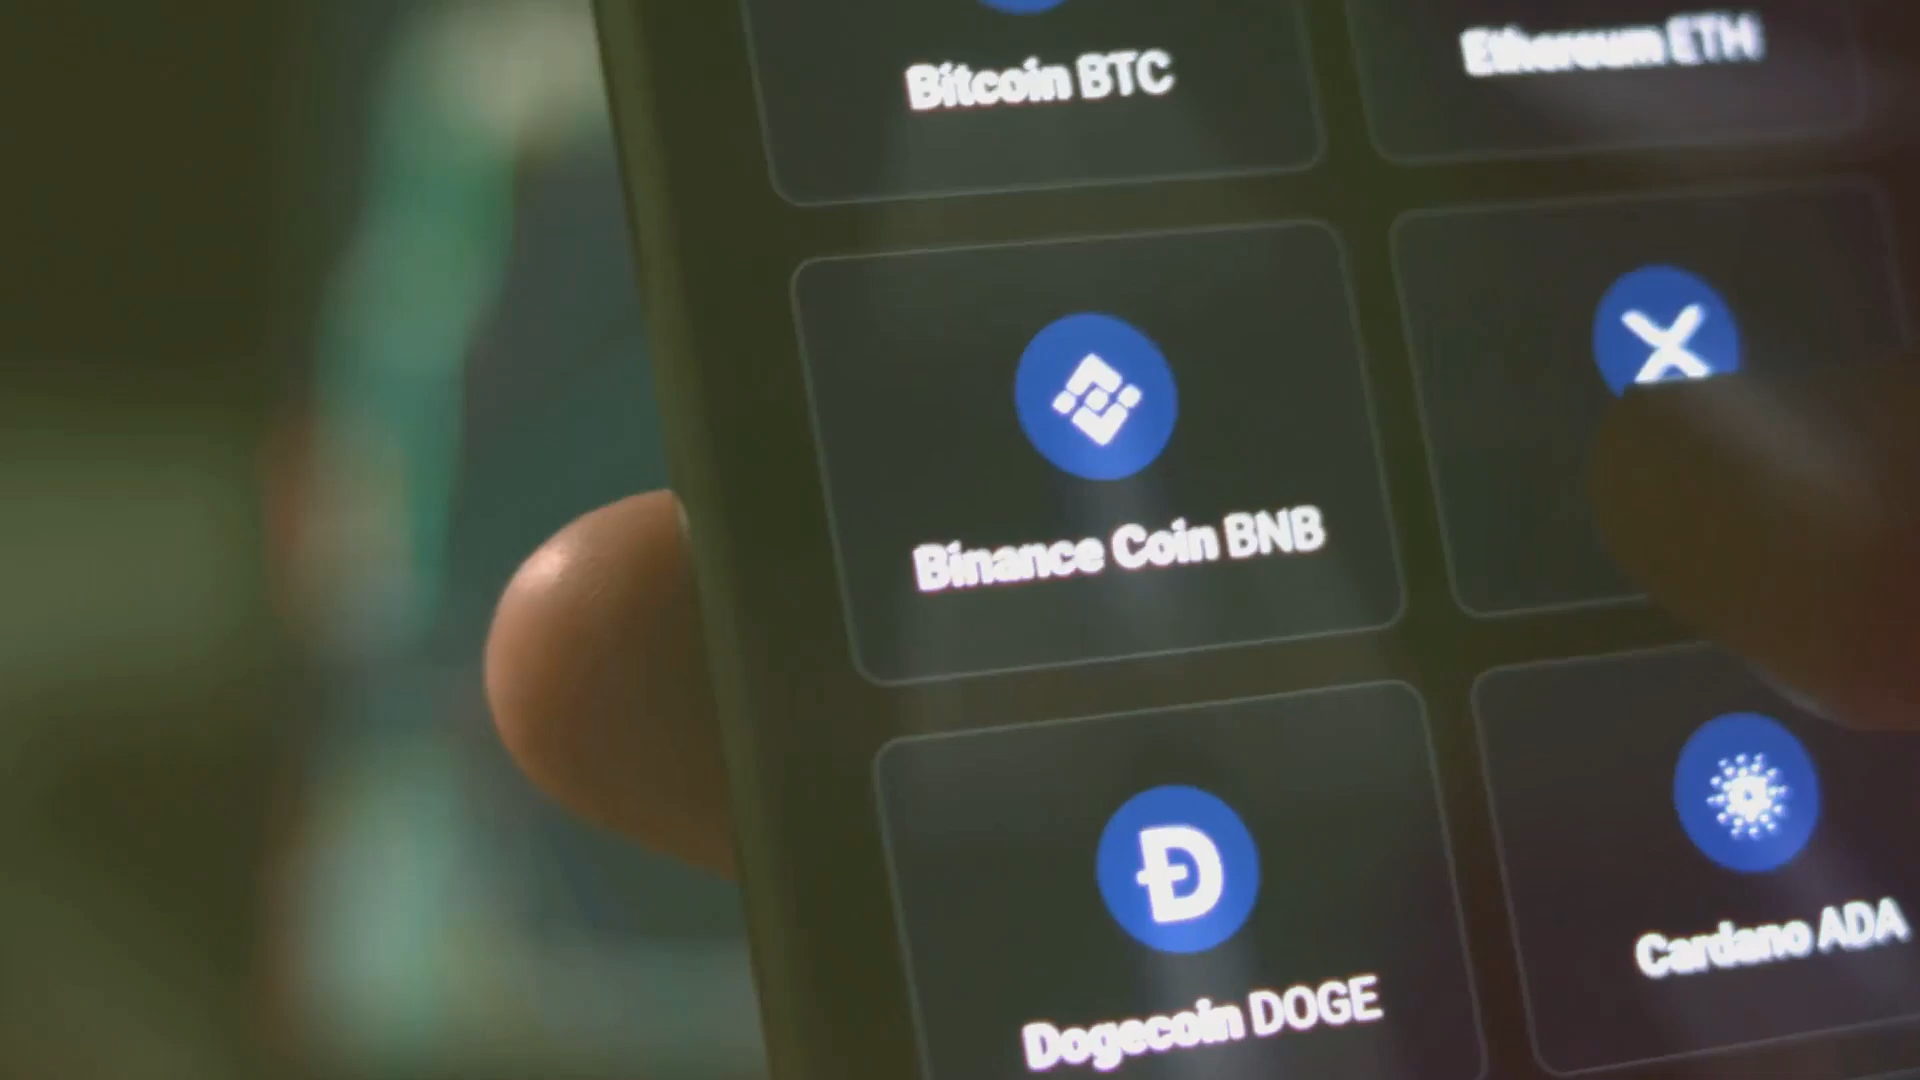 Bitcoin BTC
Ethereum ETH
Binance Coin BNB
Dogecoin DOGE
Cardano ADA